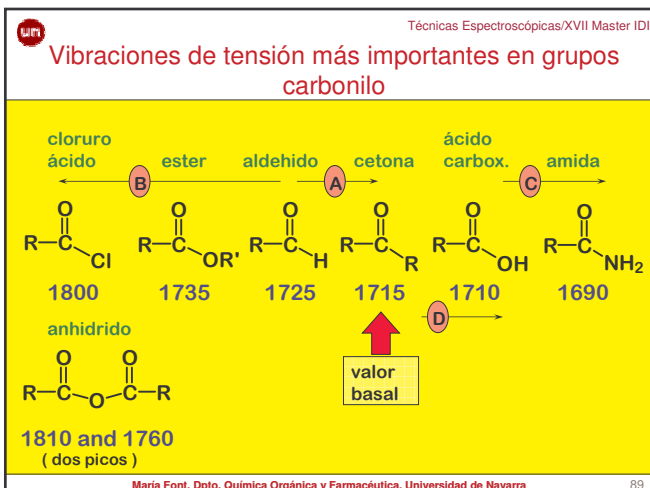 un
Técnicas Espectroscópicas/XVII Master IDI
Vibraciones de tensión más importantes en grupos
carbonilo
cloruro
ácido
ester
aldehido
cetona
ácido
carbox.
amida
B
A
C
O
R—C
Cl
O
R—C
OR'
O
R—C
H
O
R—C
R
O
R—C
OH
O
R—C
NH2
1800
1735
1725
1715
1710
1690
D
valor
basal
anhidrido
O O
R—C O C—R
1810 and 1760
( dos picos )
María Font. Dpto. Química Orgánica y Farmacéutica. Universidad de Navarra
89